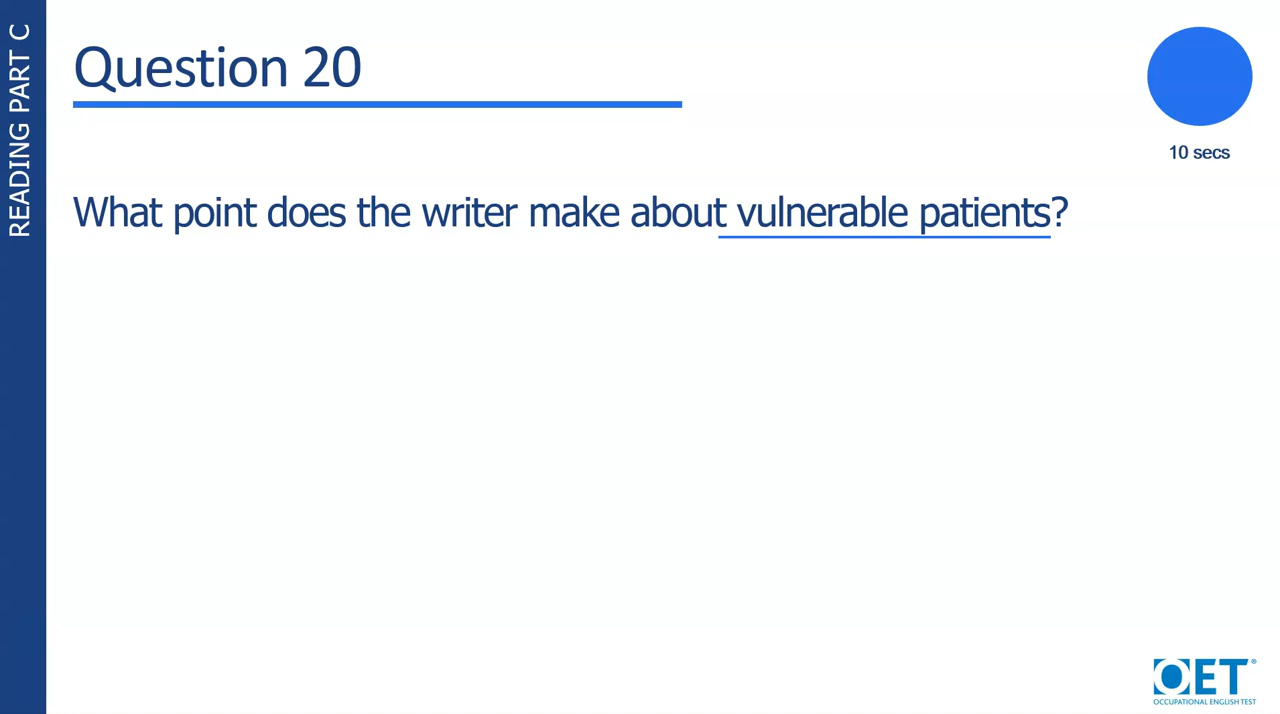 READING PART C
Question 20
10 secs
What point does the writer make about vulnerable patients?
OET®
OCCUPATIONAL ENGLISH TEST